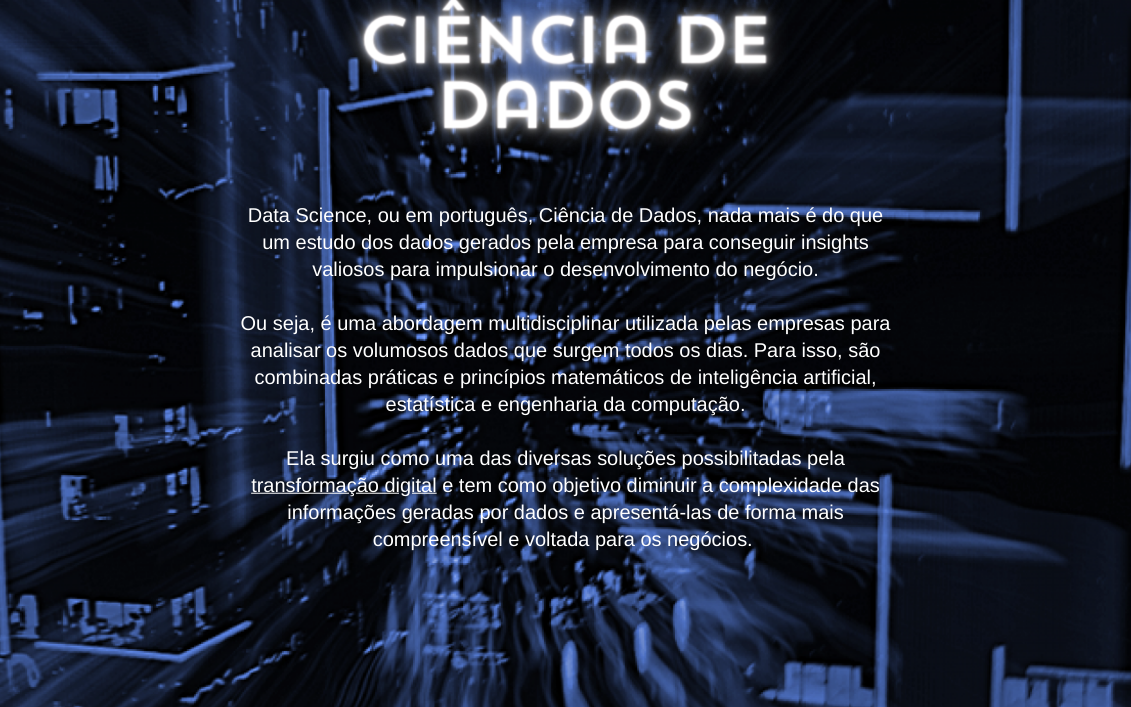 CIÊNCIA DE
DADOS
Data Science, ou em português, Ciência de Dados, nada mais é do que
um estudo dos dados gerados pela empresa para conseguir insights
valiosos para impulsionar o desenvolvimento do negócio.
Ou seja, é uma abordagem multidisciplinar utilizada pelas empresas para
analisar os volumosos dados que surgem todos os dias. Para isso, são
combinadas práticas e princípios matemáticos de inteligência artificial,
estatística e engenharia da computação.
Ela surgiu como uma das diversas soluções possibilitadas pela
transformação digital e tem como objetivo diminuir a complexidade das
informações geradas por dados e apresentá-las de forma mais
compreensível e voltada para os negócios.